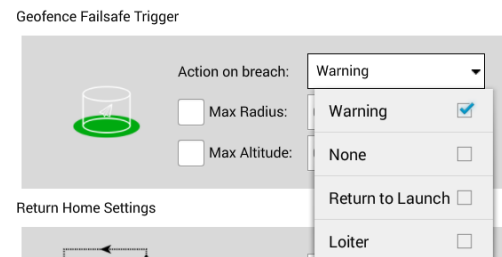 Geofence Failsafe Trigger
Action on breach: Warning
Max Radius:
Warning
Max Altitude:
None
Return to Launch
Return Home Settings
Loiter